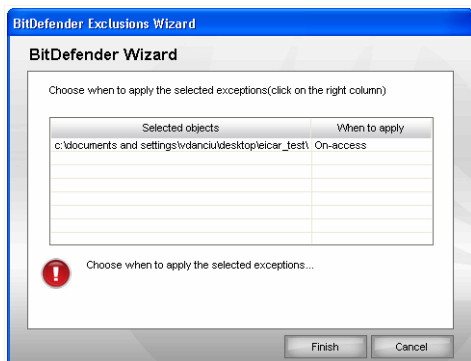 BitDefender Exclusions Wizard
BitDefender Wizard
Choose when to apply the selected exceptions(click on the right column)
Selected objects When to apply
c:\documents and settings\vdanciu\desktop\eicar_test\ On-access
Choose when to apply the selected exceptions...
Finish Cancel